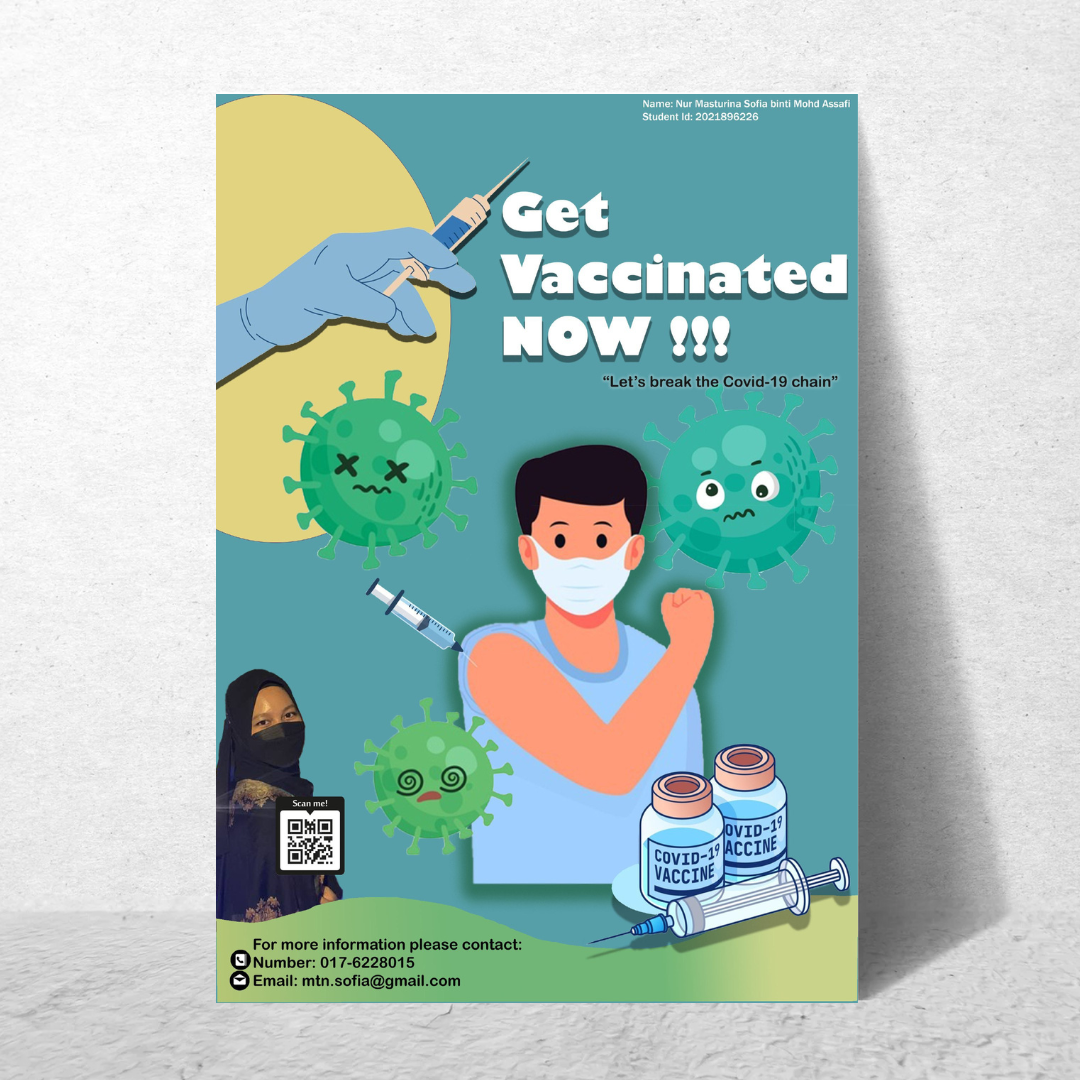 Name: Nur Masturina Sofia binti Mohd Assafi
Student Id: 2021896226
Get
Vaccinated
NOW !!!
“Let’s break the Covid-19 chain”
Scan me!
COVID-19
VACCINE
OVID-19
ACCINE
For more information please contact:
Number: 017-6228015
Email: mtn.sofia@gmail.com